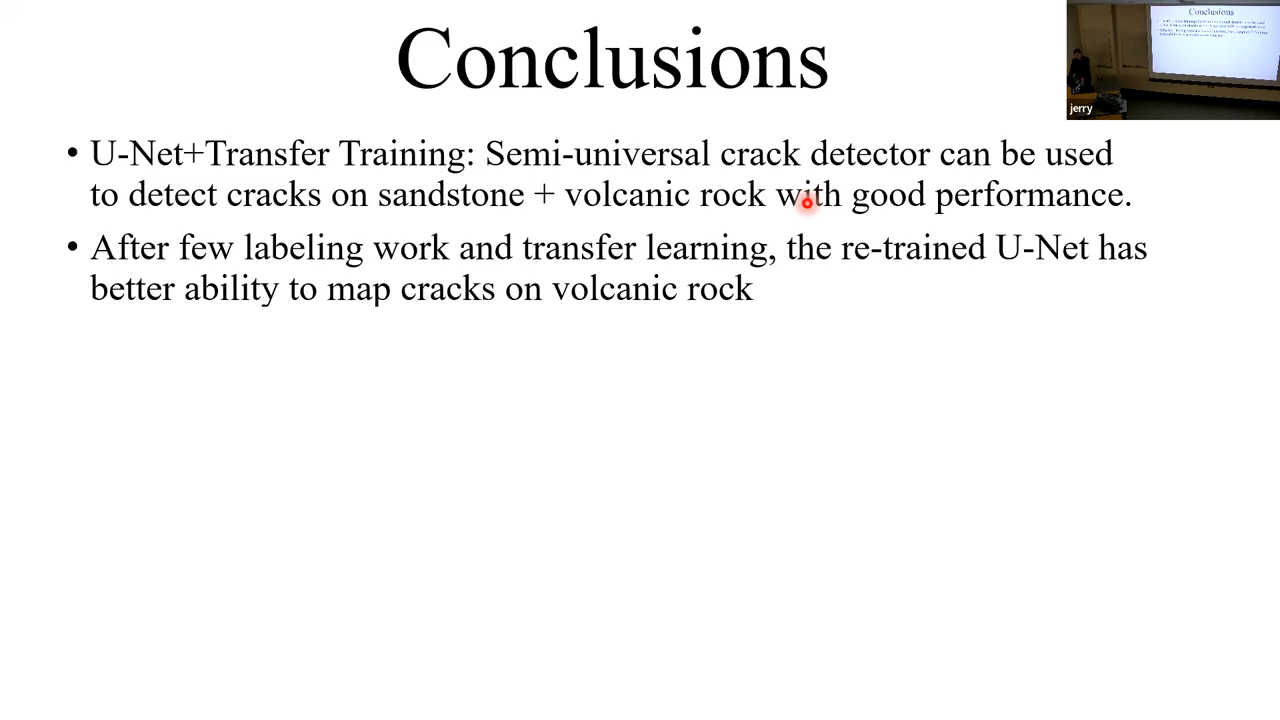 Conclusions
• U-Net+Transfer Training: Semi-universal crack detector can be used
to detect cracks on sandstone + volcanic rock with good performance.
• After few labeling work and transfer learning, the re-trained U-Net has
better ability to map cracks on volcanic rock
Conclusions
jerry